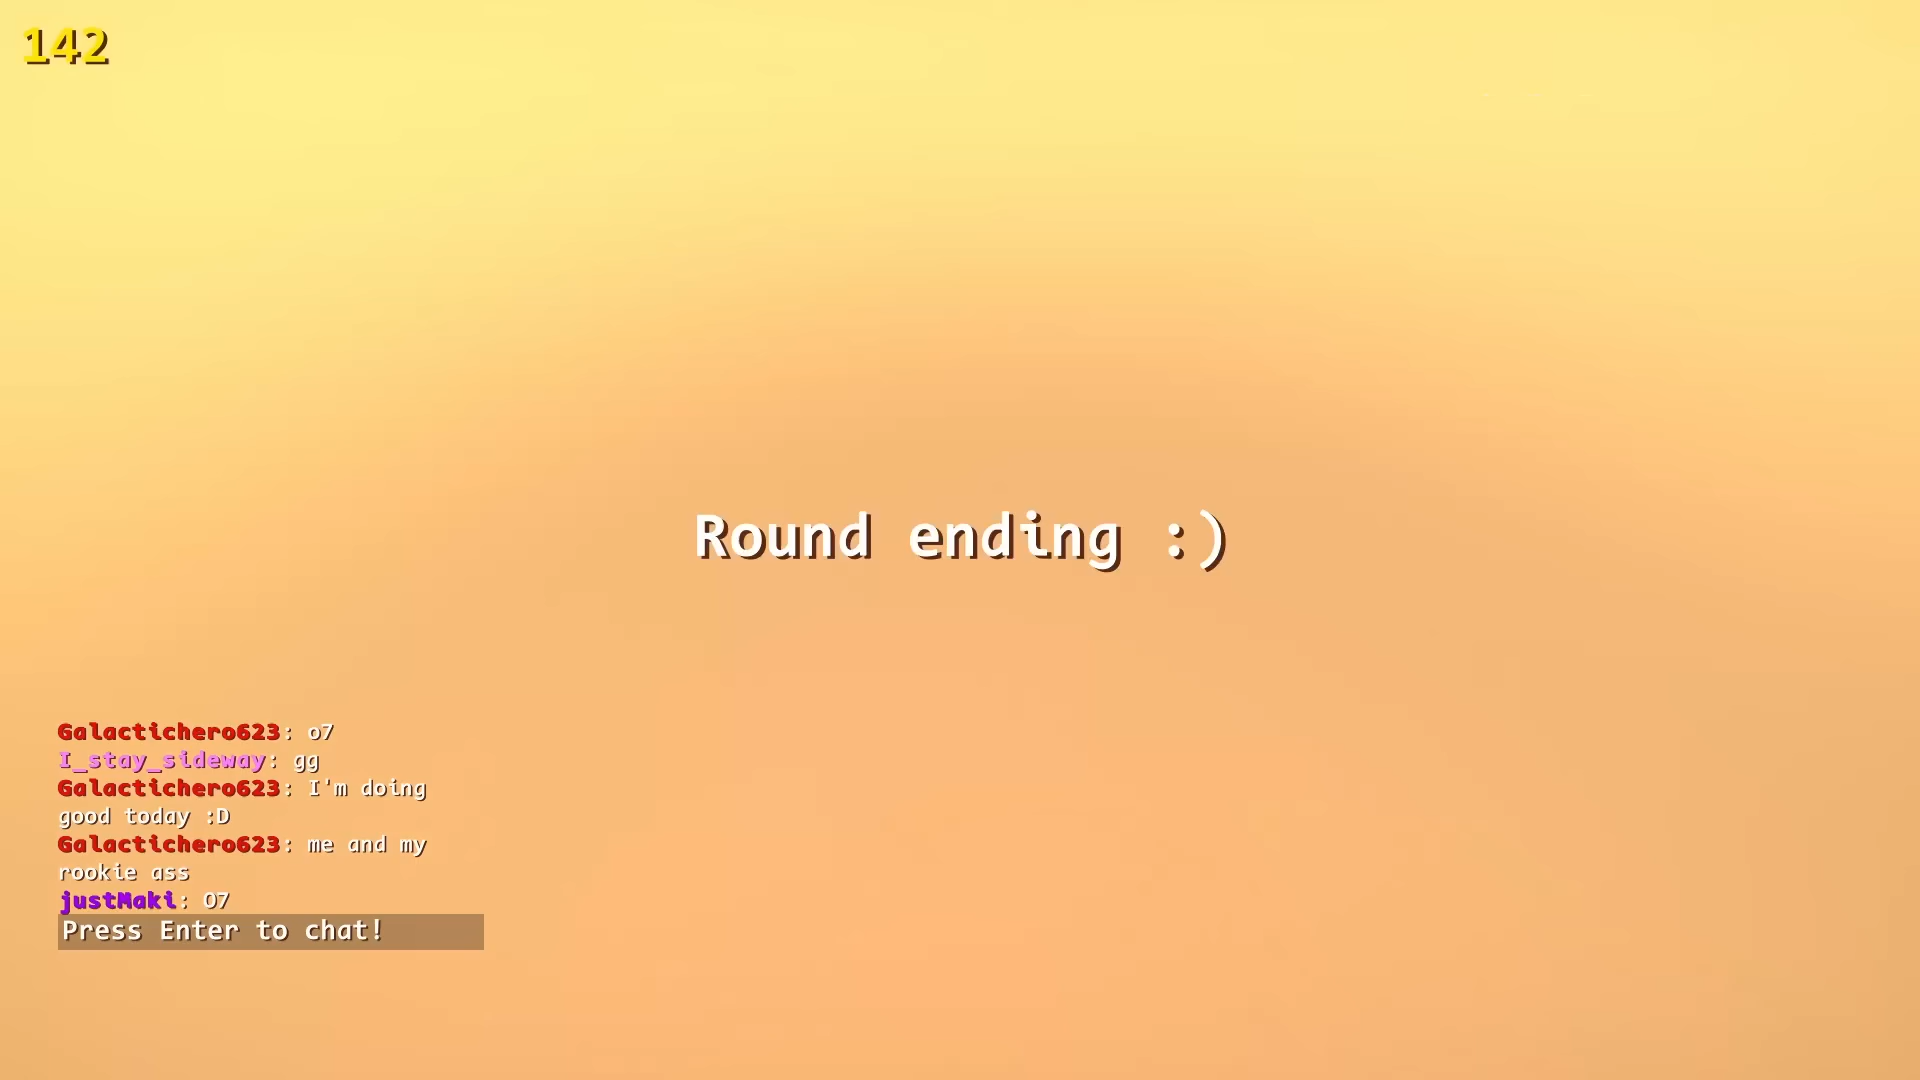 142
Round ending :)
Galactichero623: o7
I_stay_sideway: gg
Galactichero623: I'm doing
good today :D
Galactichero623: me and my
rookie ass
justMaki: O7
Press Enter to chat!